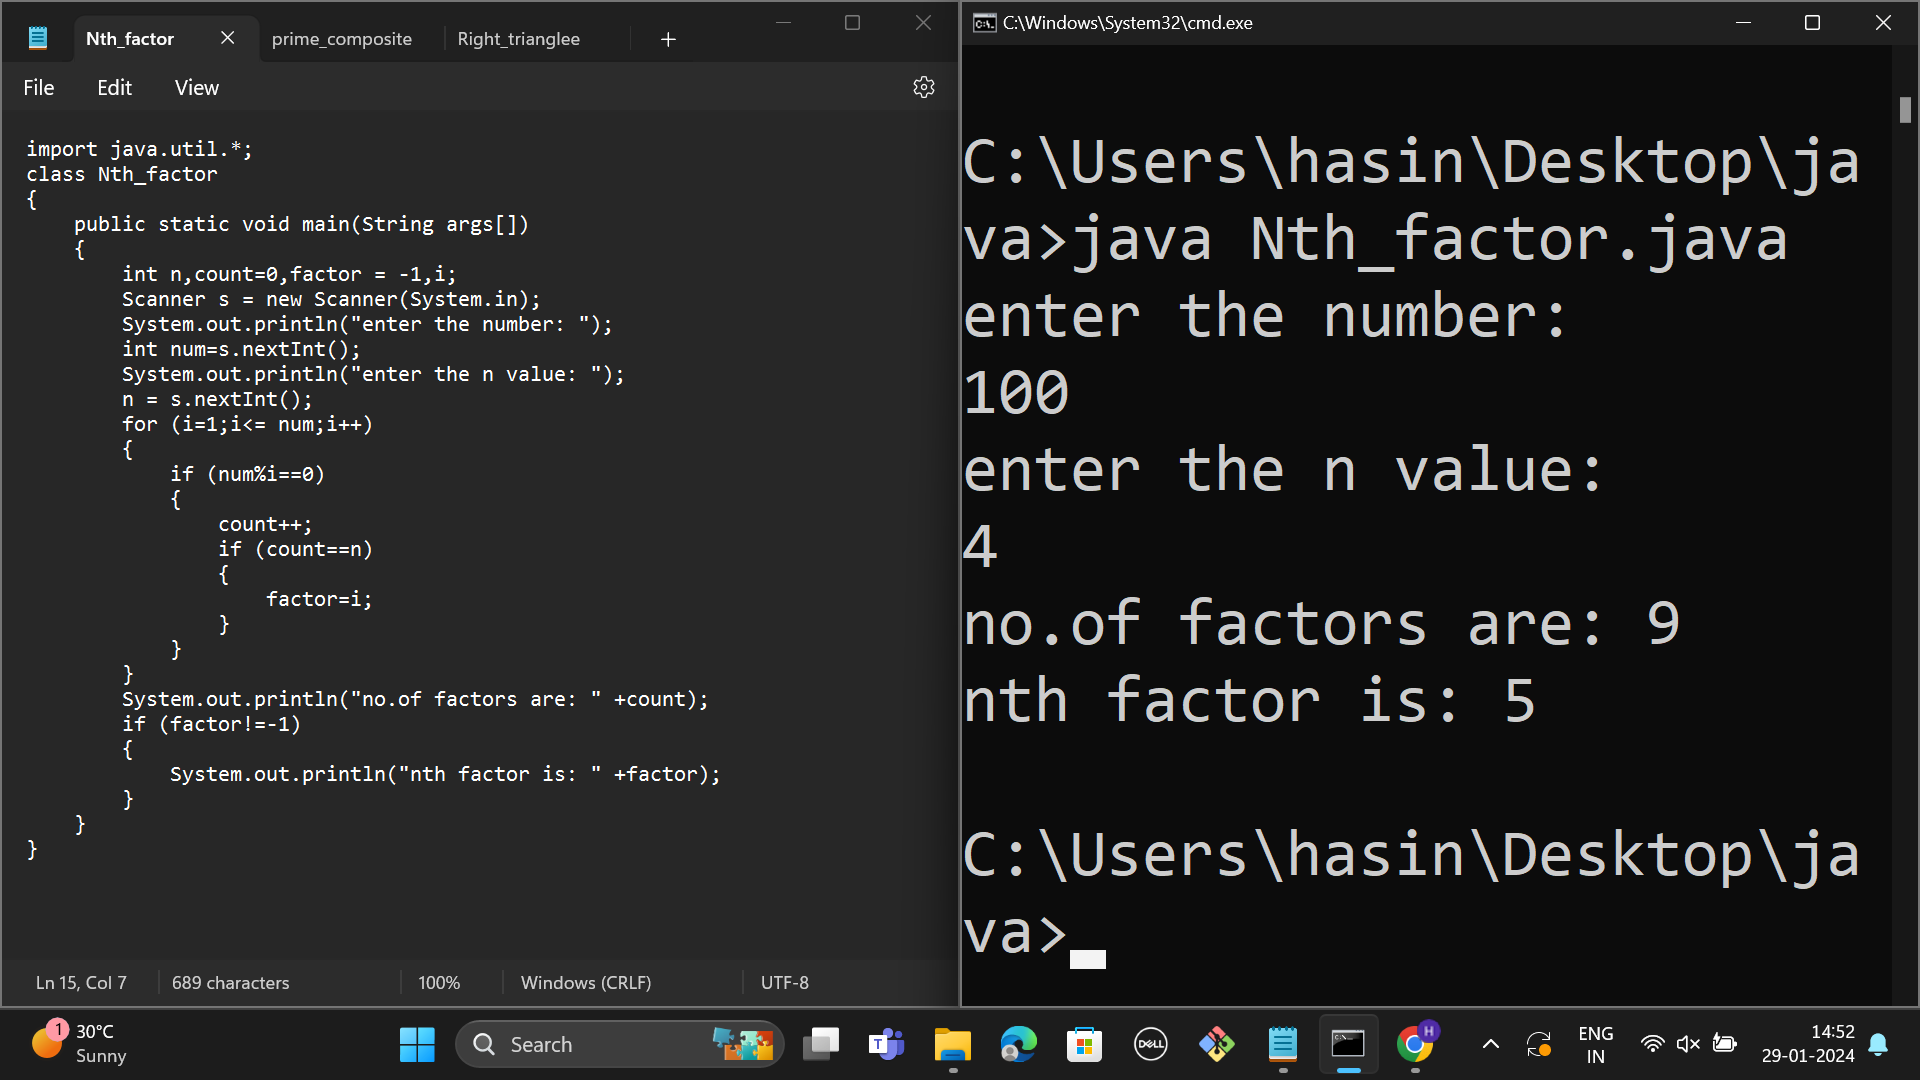 Nth_factor
prime_composite
Right_trianglee
File Edit View
import java.util.*;
class Nth_factor
{
    public static void main(String args[])
    {
        int n,count=0,factor = -1,i;
        Scanner s = new Scanner(System.in);
        System.out.println("enter the number: ");
        int num=s.nextInt();
        System.out.println("enter the n value: ");
        n = s.nextInt();
        for (i=1;i<= num;i++)
        {
            if (num%i==0)
            {
                count++;
                if (count==n)
                {
                    factor=i;
                }
            }
        }
        System.out.println("no.of factors are: " +count);
        if (factor!=-1)
        {
            System.out.println("nth factor is: " +factor);
        }
    }
}
Ln 15, Col 7 689 characters 100% Windows (CRLF) UTF-8
C:\Windows\System32\cmd.exe
C:\Users\hasin\Desktop\ja
va>java Nth_factor.java
enter the number:
100
enter the n value:
4
no.of factors are: 9
nth factor is: 5
C:\Users\hasin\Desktop\ja
va>
1
30°C
Sunny
Search
T
DELL
H
ENG
IN
14:52
29-01-2024